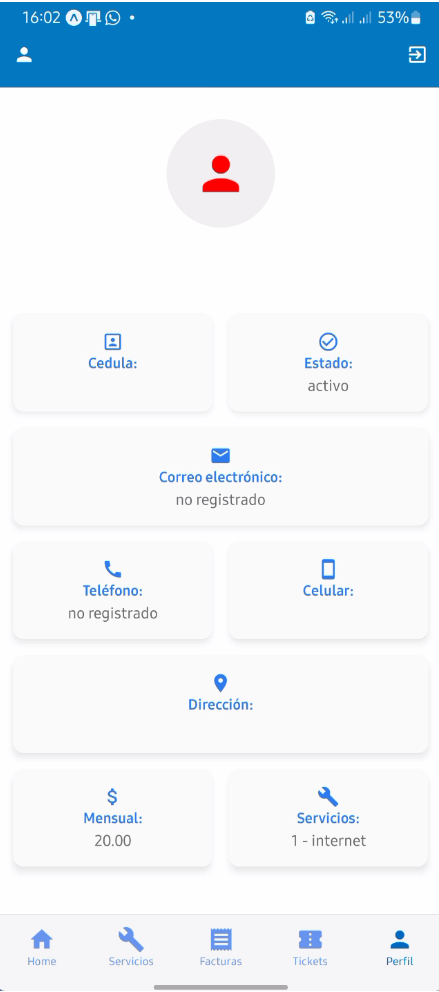 16:02
53%
Cedula:
Estado:
activo
Correo electrónico:
no registrado
Teléfono:
no registrado
Celular:
Dirección:
$
Mensual:
20.00
Servicios:
1 - internet
Home Servicios Facturas Tickets Perfil